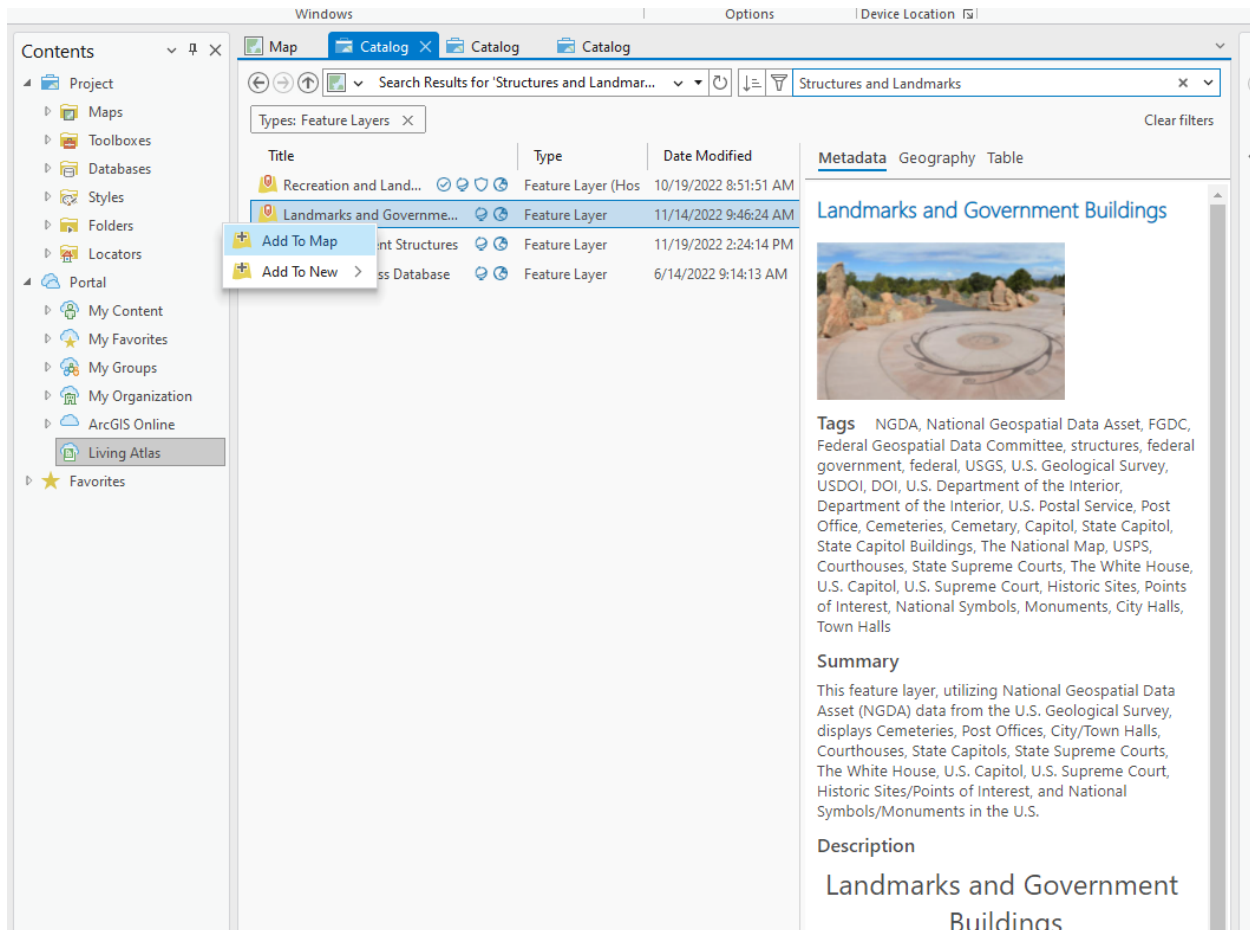 Windows Options Device Location
Contents
Project
Maps
Toolboxes
Databases
Styles
Folders
Locators
Portal
My Content
My Favorites
My Groups
My Organization
ArcGIS Online
Living Atlas
Favorites
Map Catalog Catalog Catalog
Search Results for 'Structures and Landmar... Structures and Landmarks
Types: Feature Layers Clear filters
Title Type Date Modified
Recreation and Land... Feature Layer (Hos 10/19/2022 8:51:51 AM
Landmarks and Governme... Feature Layer 11/14/2022 9:46:24 AM
nt Structures Feature Layer 11/19/2022 2:24:14 PM
ss Database Feature Layer 6/14/2022 9:14:13 AM
Add To Map
Add To New
Metadata Geography Table
Landmarks and Government Buildings
Tags NGDA, National Geospatial Data Asset, FGDC,
Federal Geospatial Data Committee, structures, federal
government, federal, USGS, U.S. Geological Survey,
USDOI, DOI, U.S. Department of the Interior,
Department of the Interior, U.S. Postal Service, Post
Office, Cemeteries, Cemetary, Capitol, State Capitol,
State Capitol Buildings, The National Map, USPS,
Courthouses, State Supreme Courts, The White House,
U.S. Capitol, U.S. Supreme Court, Historic Sites, Points
of Interest, National Symbols, Monuments, City Halls,
Town Halls
Summary
This feature layer, utilizing National Geospatial Data
Asset (NGDA) data from the U.S. Geological Survey,
displays Cemeteries, Post Offices, City/Town Halls,
Courthouses, State Capitols, State Supreme Courts,
The White House, U.S. Capitol, U.S. Supreme Court,
Historic Sites/Points of Interest, and National
Symbols/Monuments in the U.S.
Description
Landmarks and Government
Buildings